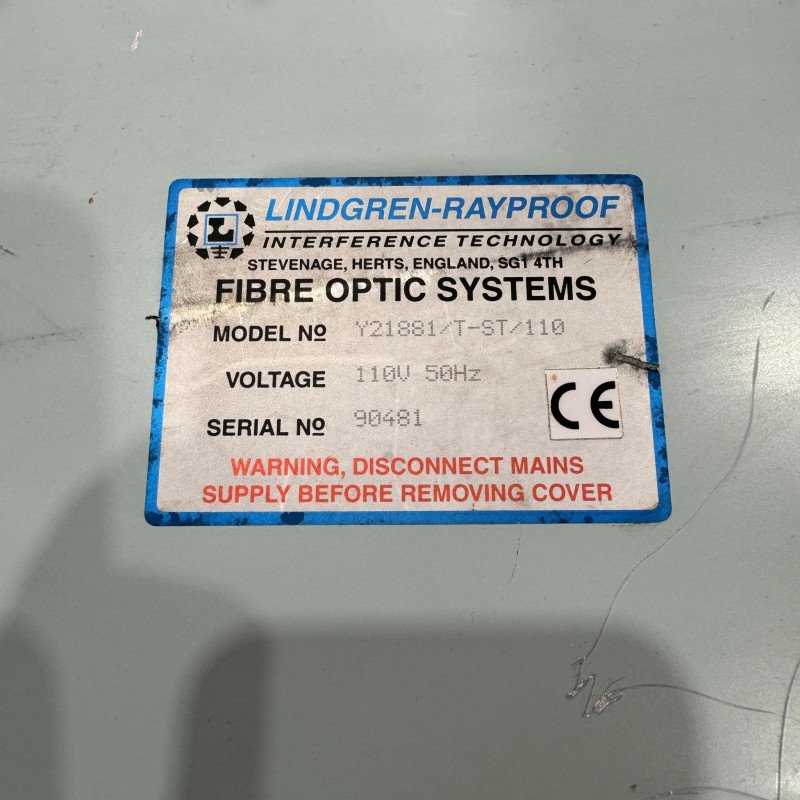 LINDGREN-RAYPROOF
INTERFERENCE TECHNOLOGY
STEVENAGE, HERTS, ENGLAND, SG1 4TH
FIBRE OPTIC SYSTEMS
MODEL Nº Y21881/T-ST/110
VOLTAGE 110V 50Hz
SERIAL Nº 90481
CE
WARNING, DISCONNECT MAINS
SUPPLY BEFORE REMOVING COVER